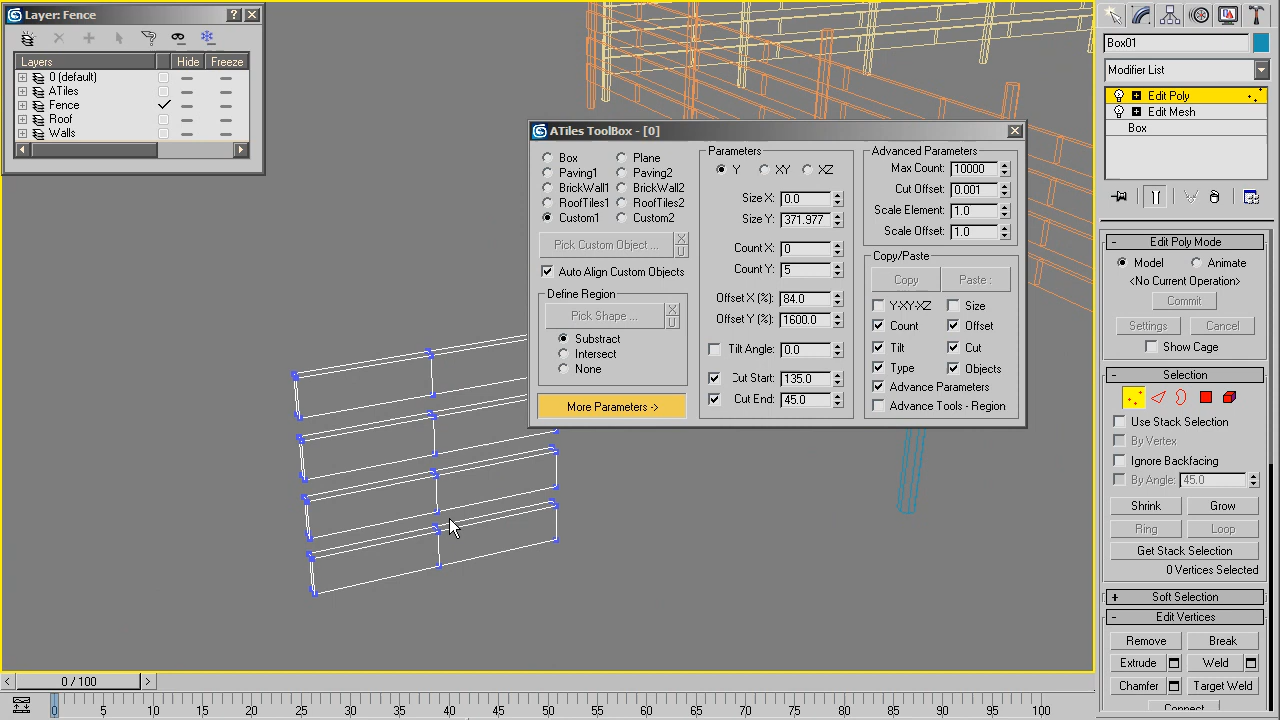 Layer: Fence
?
Layers
Hide
Freeze
0 (default)
ATiles
Fence
Roof
Walls
ATiles ToolBox - [0]
Box
Plane
Paving1
Paving2
BrickWall1
BrickWall2
RoofTiles1
RoofTiles2
Custom1
Custom2
Pick Custom Object ...
X
U
Auto Align Custom Objects
Define Region
Pick Shape ...
X
U
Substract
Intersect
None
More Parameters ->
Parameters
Y
XY
XZ
Size X: 0.0
Size Y: 371.977
Count X: 0
Count Y: 5
Offset X (%): 84.0
Offset Y (%): 1600.0
Tilt Angle: 0.0
Cut Start: 135.0
Cut End: 45.0
Advanced Parameters
Max Count: 10000
Cut Offset: 0.001
Scale Element: 1.0
Scale Offset: 1.0
Copy/Paste
Copy
Paste :
Y-XY-XZ
Size
Count
Offset
Tilt
Cut
Type
Objects
Advance Parameters
Advance Tools - Region
Box01
Modifier List
Edit Poly
Edit Mesh
Box
- Edit Poly Mode
Model
Animate
<No Current Operation>
Commit
Settings
Cancel
Show Cage
- Selection
Use Stack Selection
By Vertex
Ignore Backfacing
By Angle: 45.0
Shrink
Grow
Ring
Loop
Get Stack Selection
0 Vertices Selected
+ Soft Selection
- Edit Vertices
Remove
Break
Extrude
Weld
Chamfer
Target Weld
Connect
< 0 / 100 >
0 5 10 15 20 25 30 35 40 45 50 55 60 65 70 75 80 85 90 95 100